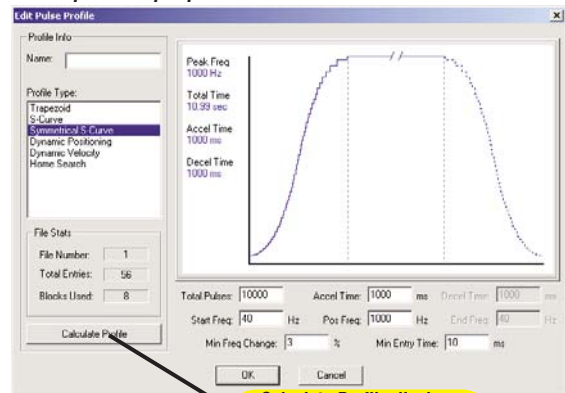 Edit Pulse Profile
Profile Info
Name:
Profile Type:
Trapezoid
S-Curve
Symmetrical S-Curve
Dynamic Positioning
Dynamic Velocity
Home Search
File Stats
File Number: 1
Total Entries: 56
Blocks Used: 8
Calculate Profile
Peak Freq
1000 Hz
Total Time
10.99 sec
Accel Time
1000 ms
Decel Time
1000 ms
Total Pulses: 10000 Accel Time: 1000 ms Decel Time: 1000 ms
Start Freq: 40 Hz Pos Freq: 1000 Hz End Freq: 40 Hz
Min Freq Change: 3 % Min Entry Time: 10 ms
OK Cancel